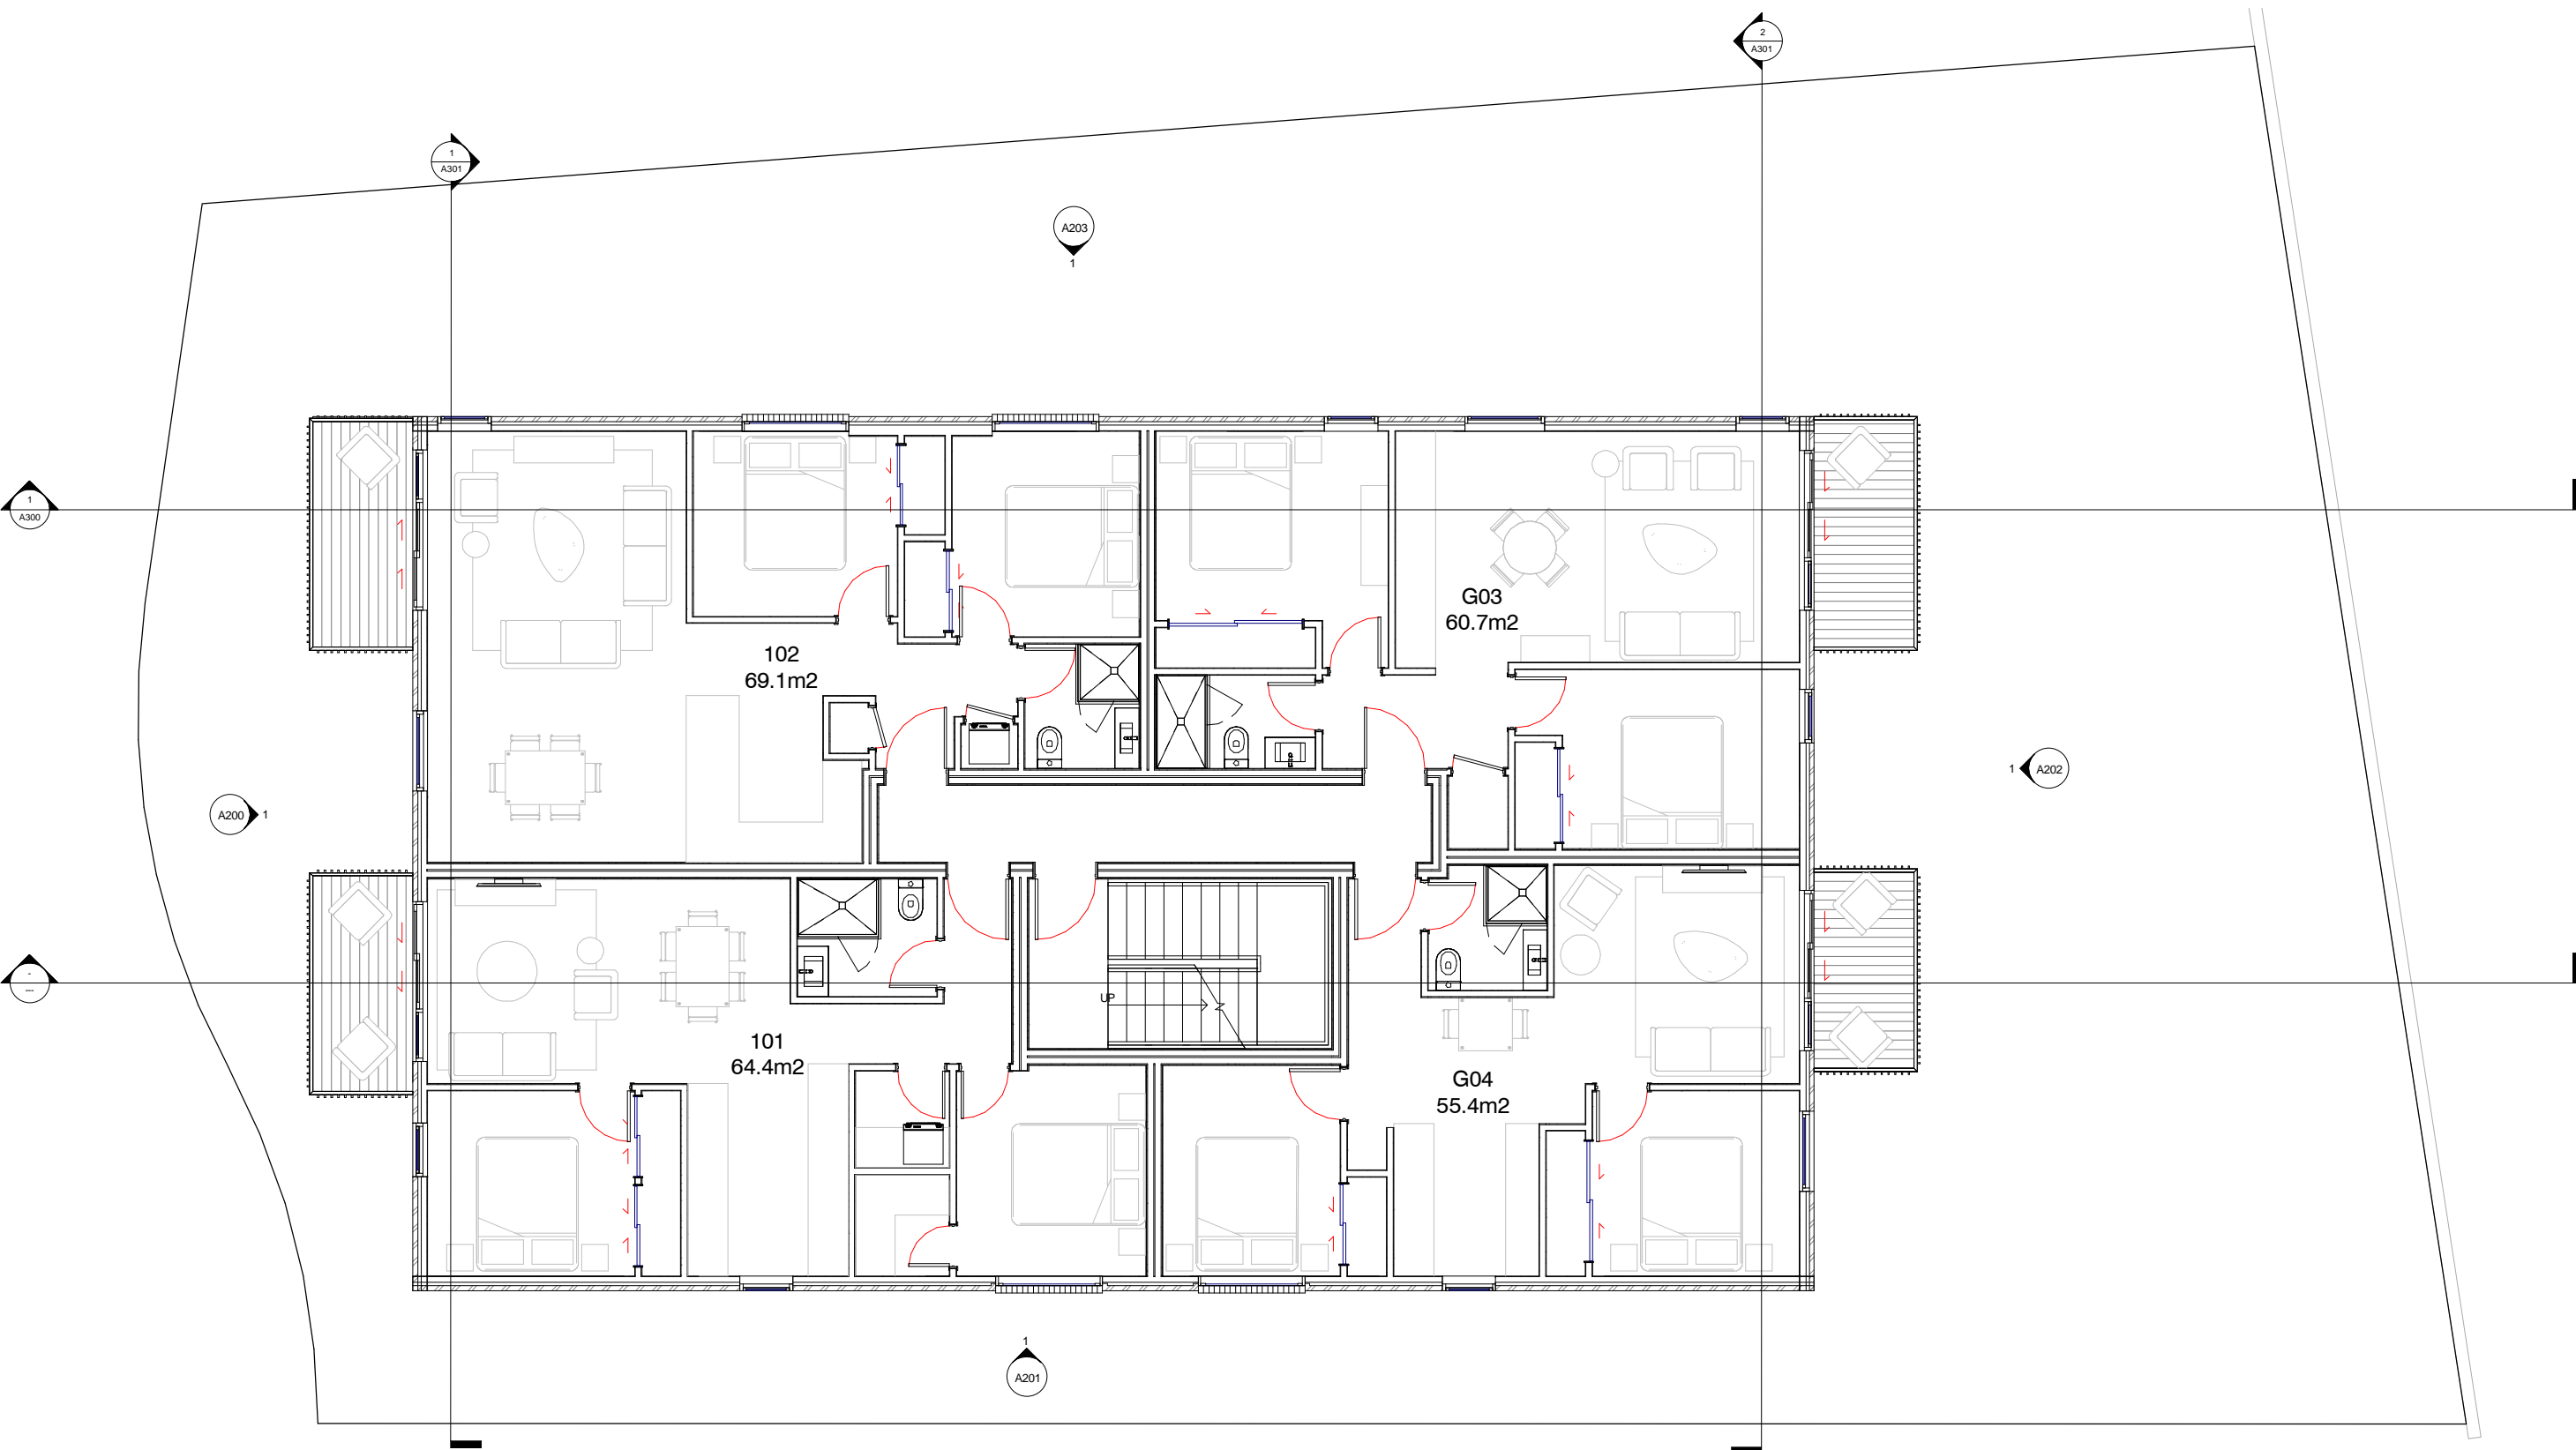 2
A301
1
A301
A203
1
1
A300
G03
60.7m2
102
69.1m2
A200
1
1
A202
-
---
UP
101
64.4m2
G04
55.4m2
1
A201